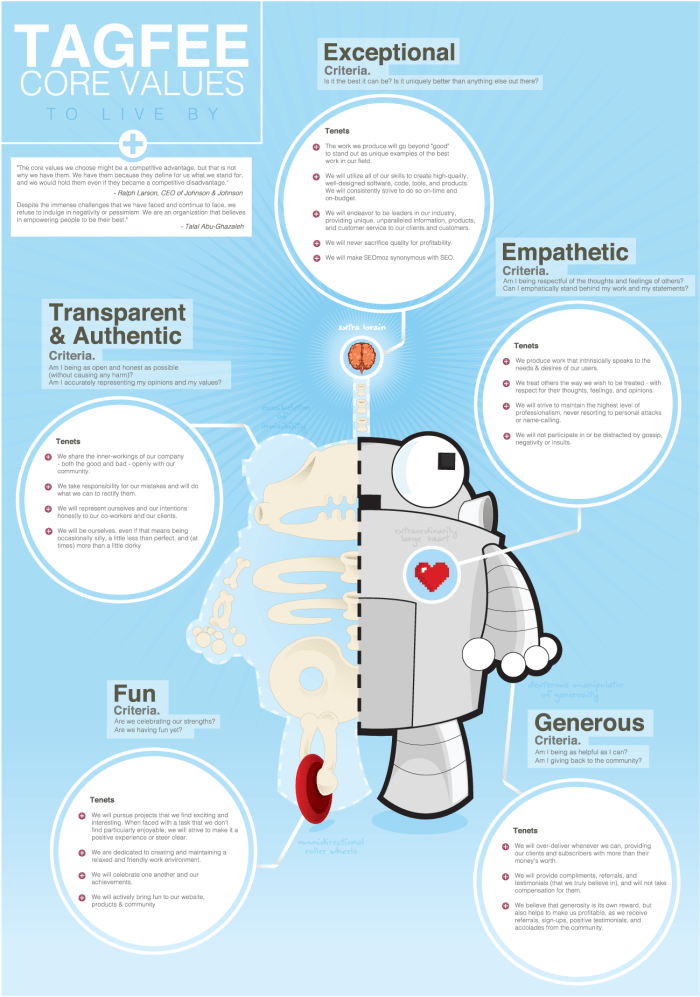 TAGFEE
CORE VALUES
TO LIVE BY
"The core values we choose might be a competitive advantage, but that is not
why we have them. We have them because they define for us what we stand for,
and we would hold them even if they became a competitive disadvantage."
- Ralph Larson, CEO of Johnson & Johnson
Despite the immense challenges that we have faced and continue to face, we
refuse to indulge in negativity or pessimism. We are an organization that believes
in empowering people to be their best."
- Talal Abu-Ghazaleh
Exceptional
Criteria.
Is it the best it can be? Is it uniquely better than anything else out there?
Tenets
The work we produce will go beyond "good"
to stand out as unique examples of the best
work in our field.
We will utilize all of our skills to create high-quality,
well-designed software, code, tools, and products.
We will consistently strive to do so on-time and
on-budget.
We will endeavor to be leaders in our industry,
providing unique, unparalleled information, products,
and customer service to our clients and customers.
We will never sacrifice quality for profitability.
We will make SEOmoz synonymous with SEO.
Empathetic
Criteria.
Am I being respectful of the thoughts and feelings of others?
Can I emphatically stand behind my work and my statements?
Tenets
We produce work that intrinsically speaks to the
needs & desires of our users.
We treat others the way we wish to be treated - with
respect for their thoughts, feelings, and opinions.
We will strive to maintain the highest level of
professionalism, never resorting to personal attacks
or name-calling.
We will not participate in or be distracted by gossip,
negativity or insults.
Transparent
& Authentic
Criteria.
Am I being as open and honest as possible
(without causing any harm)?
Am I accurately representing my opinions and my values?
Tenets
We share the inner-workings of our company
- both the good and bad - openly with our
community.
We take responsibility for our mistakes and will do
what we can to rectify them.
We will represent ourselves and our intentions
honestly to our co-workers and our clients.
We will be ourselves, even if that means being
occasionally silly, a little less than perfect, and (at
times) more than a little dorky
extra brain
extraordinarily
large heart
dexterous manipulator
of generosity
omnidirectional
roller wheels
Fun
Criteria.
Are we celebrating our strengths?
Are we having fun yet?
Tenets
We will pursue projects that we find exciting and
interesting. When faced with a task that we don't
find particularly enjoyable, we will strive to make it a
positive experience or steer clear.
We are dedicated to creating and maintaining a
relaxed and friendly work environment.
We will celebrate one another and our
achievements.
We will actively bring fun to our website,
products & community
Generous
Criteria.
Am I being as helpful as I can?
Am I giving back to the community?
Tenets
We will over-deliver whenever we can, providing
our clients and subscribers with more than their
money's worth.
We will provide compliments, referrals, and
testimonials (that we truly believe in), and will not take
compensation for them.
We believe that generosity is its own reward, but
also helps to make us profitable, as we receive
referrals, sign-ups, positive testimonials, and
accolades from the community.